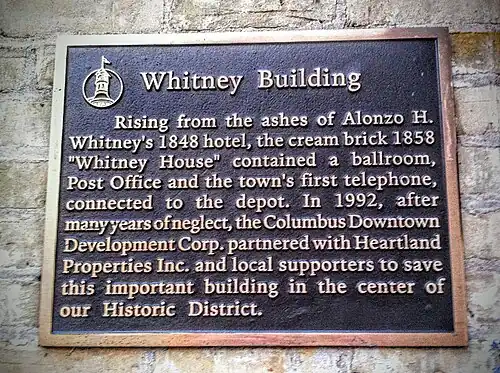 Whitney Building
Rising from the ashes of Alonzo H.
Whitney's 1848 hotel, the cream brick 1858
"Whitney House" contained a ballroom,
Post Office and the town's first telephone,
connected to the depot. In 1992, after
many years of neglect, the Columbus Downtown
Development Corp. partnered with Heartland
Properties Inc. and local supporters to save
this important building in the center of
our Historic District.